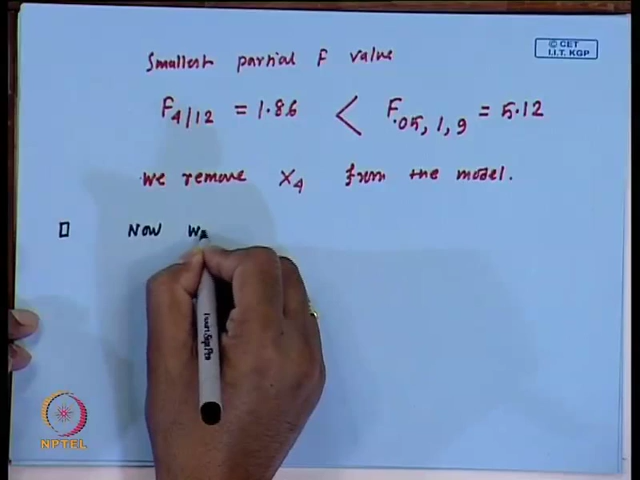 Smallest partial F value
© CET
I.I.T. KGP
F4/12 = 1.86 < F.05, 1, 9 = 5.12
we remove X4 from the model.
Now We
NPTEL